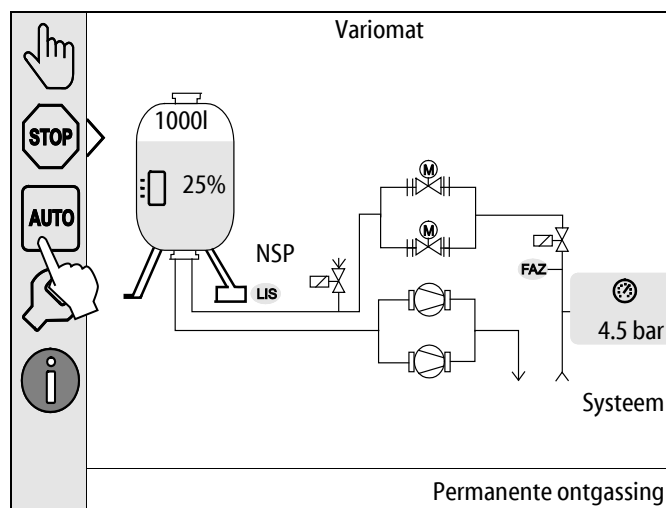 Variomat
STOP
AUTO
1000l
25%
NSP
LIS
M
M
FAZ
4.5 bar
Systeem
Permanente ontgassing